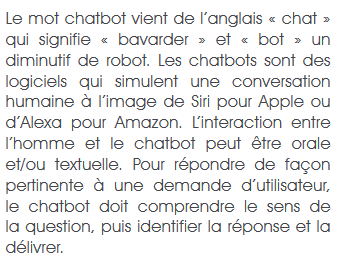 Le mot chatbot vient de l’anglais « chat »
qui signifie « bavarder » et « bot » un
diminutif de robot. Les chatbots sont des
logiciels qui simulent une conversation
humaine à l’image de Siri pour Apple ou
d’Alexa pour Amazon. L’interaction entre
l’homme et le chatbot peut être orale
et/ou textuelle. Pour répondre de façon
pertinente à une demande d’utilisateur,
le chatbot doit comprendre le sens de
la question, puis identifier la réponse et la
délivrer.